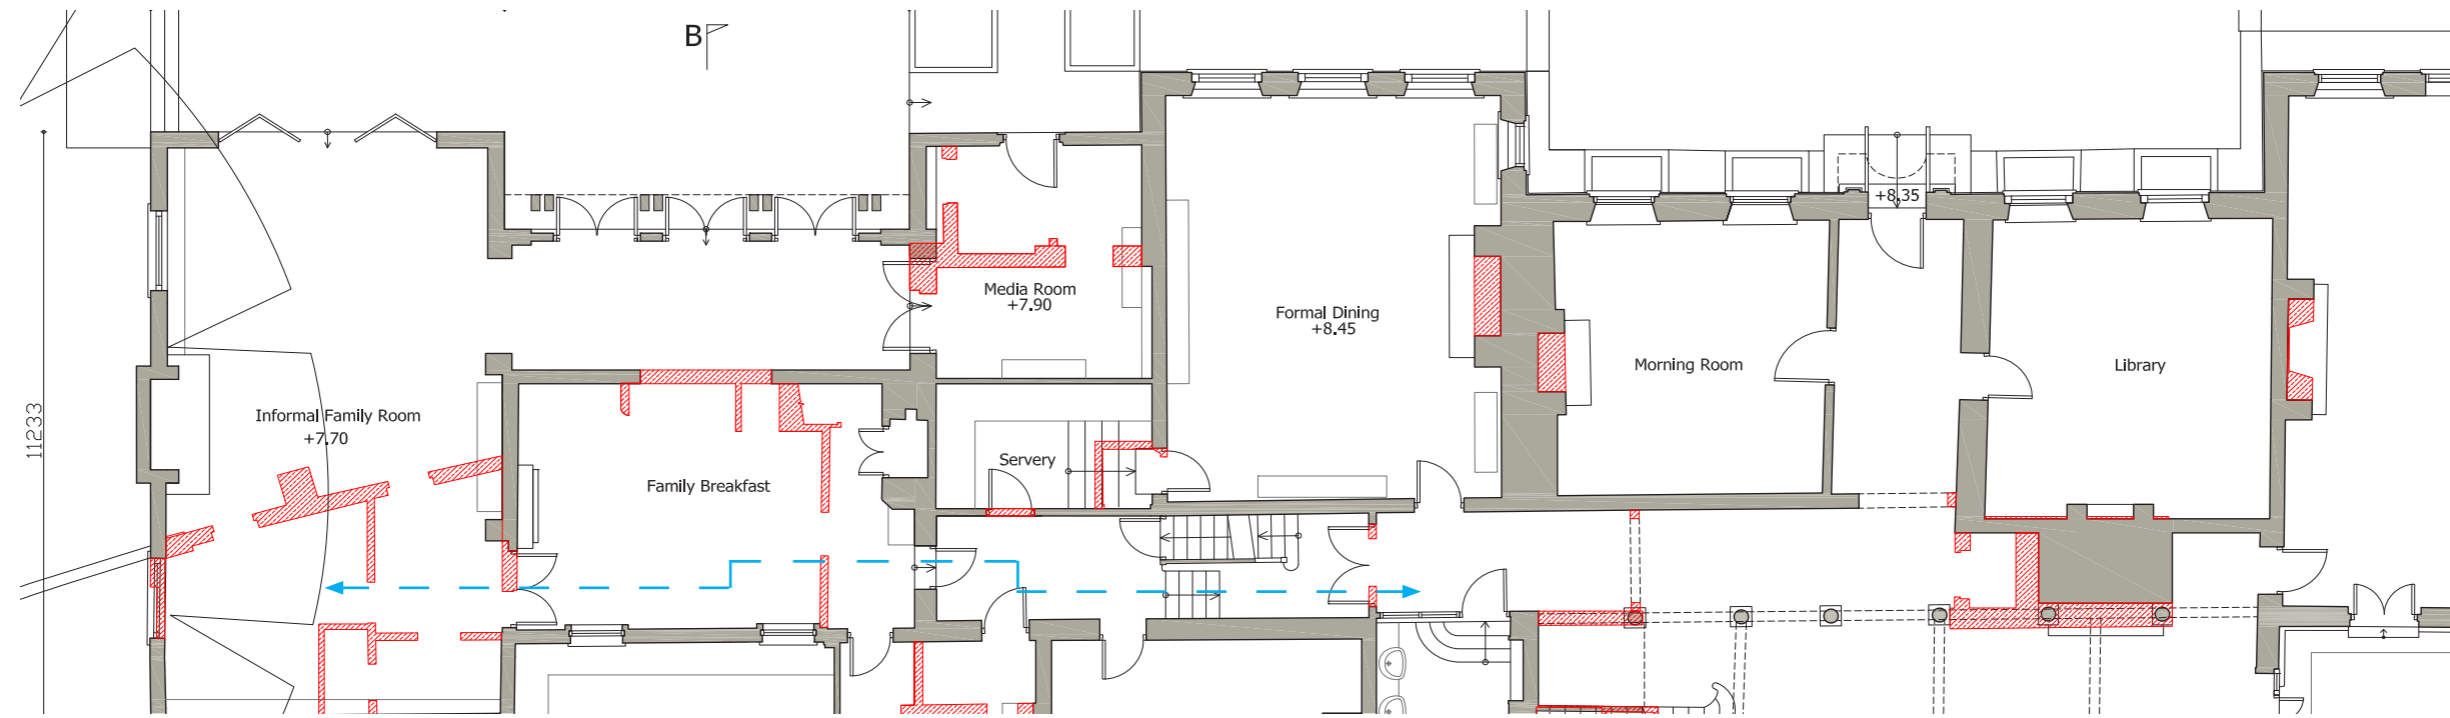 B
+8.35
Media Room
+7.90
Formal Dining
+8.45
Morning Room
Library
11233
Informal Family Room
+7.70
Servery
Family Breakfast